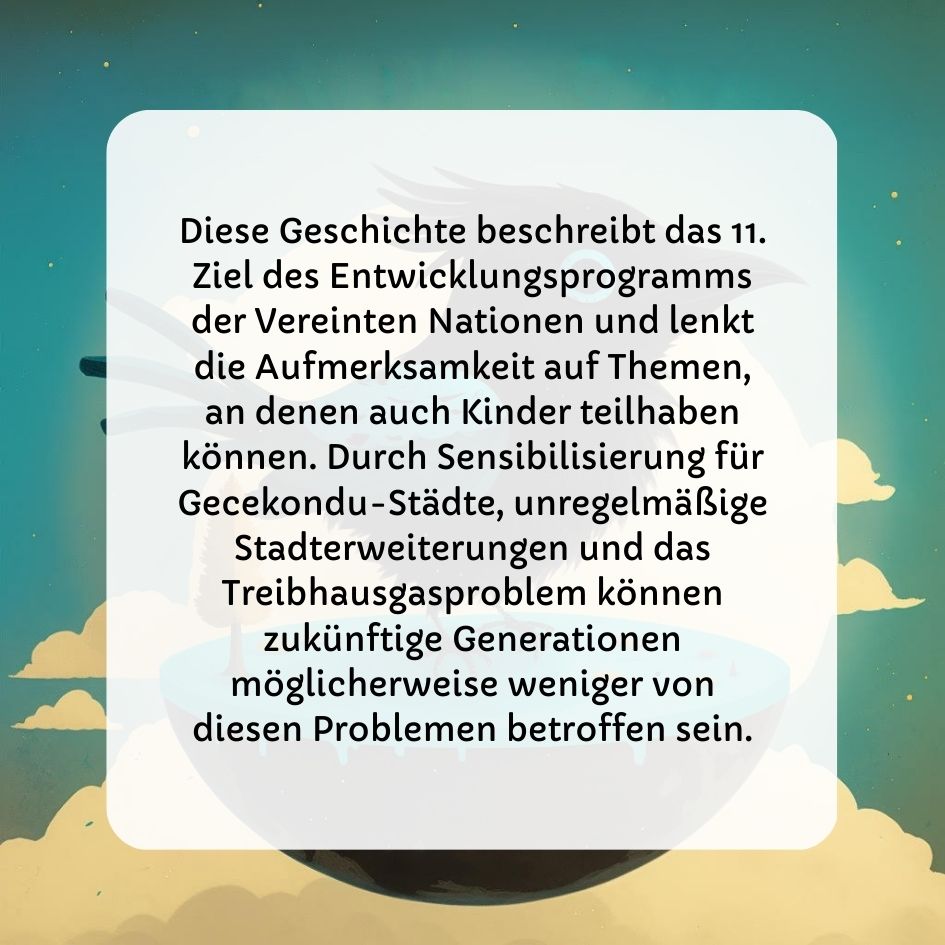 Diese Geschichte beschreibt das 11.
Ziel des Entwicklungsprogramms
der Vereinten Nationen und lenkt
die Aufmerksamkeit auf Themen,
an denen auch Kinder teilhaben
können. Durch Sensibilisierung für
Gecekondu-Städte, unregelmäßige
Stadterweiterungen und das
Treibhausgasproblem können
zukünftige Generationen
möglicherweise weniger von
diesen Problemen betroffen sein.